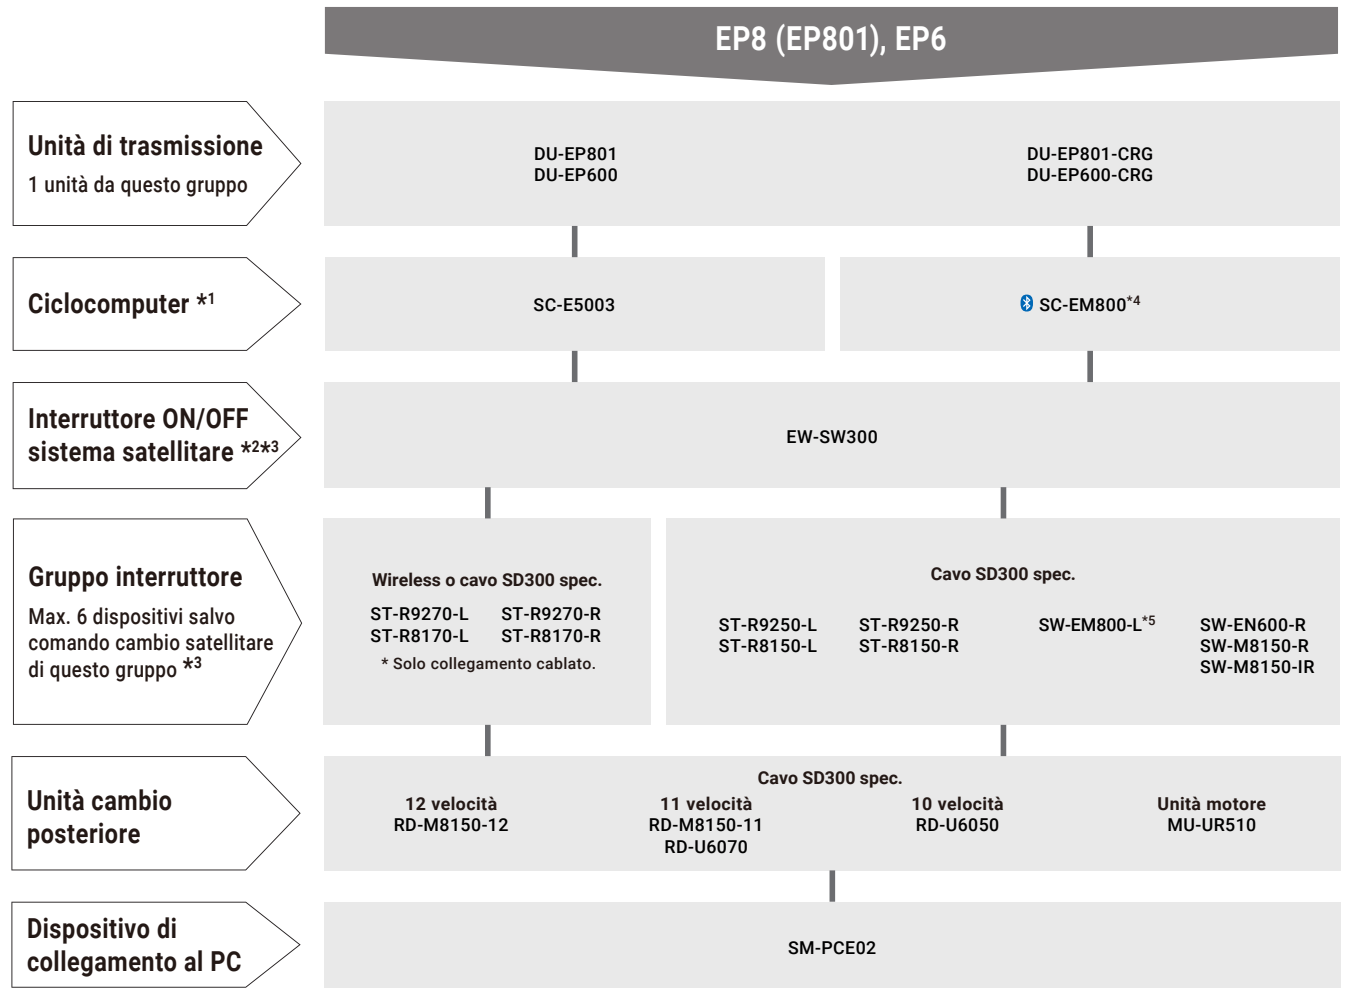 EP8 (EP801), EP6
Unità di trasmissione
1 unità da questo gruppo
DU-EP801
DU-EP600
DU-EP801-CRG
DU-EP600-CRG
Ciclocomputer *1
SC-E5003
SC-EM800*4
Interruttore ON/OFF
sistema satellitare *2*3
EW-SW300
Gruppo interruttore
Max. 6 dispositivi salvo
comando cambio satellitare
di questo gruppo *3
Wireless o cavo SD300 spec.
ST-R9270-L ST-R9270-R
ST-R8170-L ST-R8170-R
* Solo collegamento cablato.
Cavo SD300 spec.
ST-R9250-L ST-R9250-R SW-EM800-L*5 SW-EN600-R
ST-R8150-L ST-R8150-R SW-M8150-R
SW-M8150-IR
Unità cambio
posteriore
Cavo SD300 spec.
12 velocità 11 velocità 10 velocità Unità motore
RD-M8150-12 RD-M8150-11 RD-U6050 MU-UR510
RD-U6070
Dispositivo di
collegamento al PC
SM-PCE02